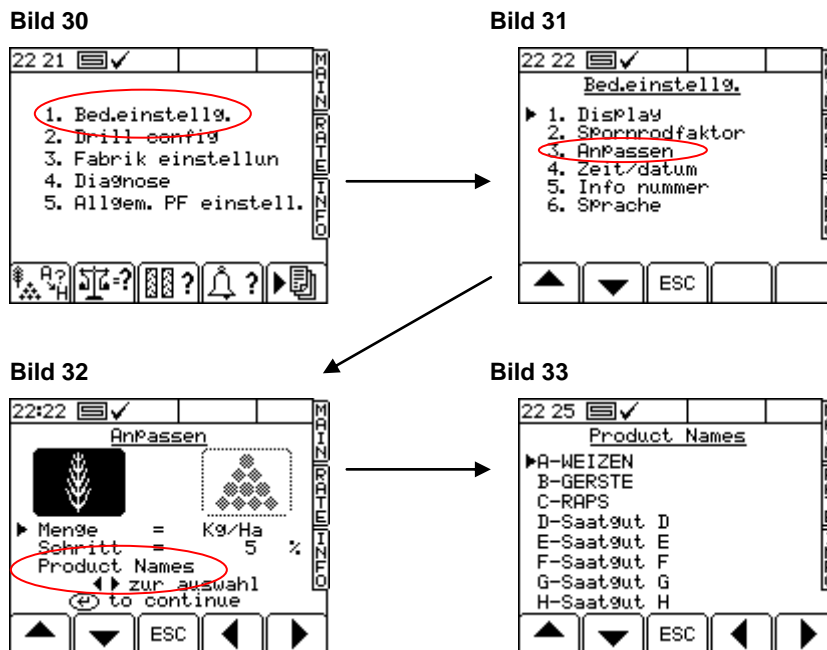 Bild 30
22 21
1. Bed.einstellg.
2. Drill config
3. Fabrik einstellun
4. Diagnose
5. Allgem. PF einstell.
MAIN
RATE
INFO
A?
H
=?
?
?
Bild 31
22 22
Bed.einstellg.
1. Display
2. Spornrodfaktor
3. Anpassen
4. Zeit/datum
5. Info nummer
6. Sprache
ESC
Bild 32
22:22
Anpassen
Menge = Kg/Ha
Schritt = 5 %
Product Names
zur auswahl
to continue
MAIN
RATE
INFO
ESC
Bild 33
22 25
Product Names
A-WEIZEN
B-GERSTE
C-RAPS
D-Saatgut D
E-Saatgut E
F-Saatgut F
G-Saatgut G
H-Saatgut H
ESC